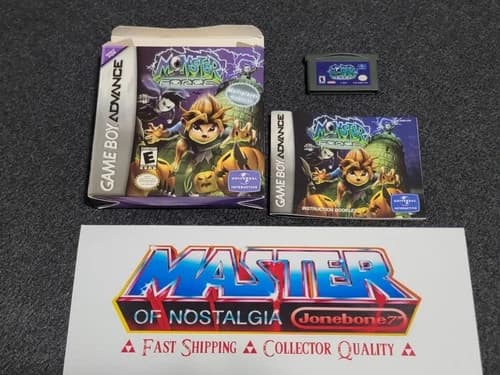 GAME BOY ADVANCE
MONSTER
FORCE
E
UNIVERSAL
INTERACTIVE
GAME BOY ADVANCE
MONSTER
FORCE
INSTRUCTION BOOKLET
UNIVERSAL
INTERACTIVE
MASTER
OF NOSTALGIA Jonebone7
FAST SHIPPING COLLECTOR QUALITY